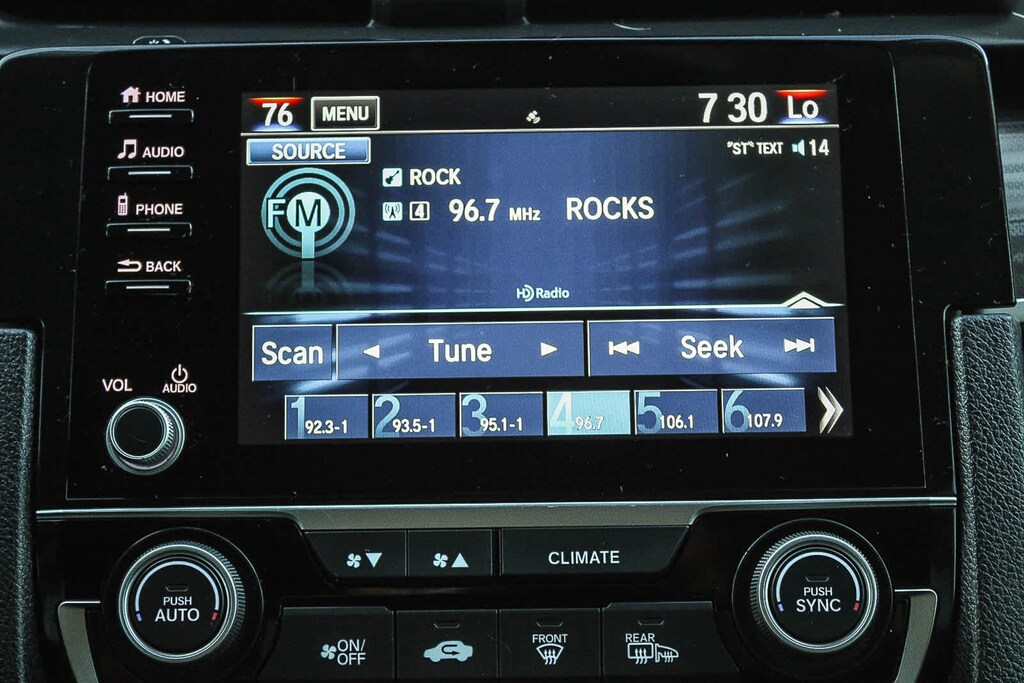 HOME
AUDIO
PHONE
BACK
VOL
AUDIO
76 MENU 7 30 Lo
SOURCE "ST" TEXT 14
FM
ROCK
4 96.7 MHz ROCKS
HD Radio
Scan Tune Seek
1 92.3-1 2 93.5-1 3 95.1-1 4 96.7 5 106.1 6 107.9
CLIMATE
PUSH
AUTO
PUSH
SYNC
ON/
OFF
FRONT
REAR